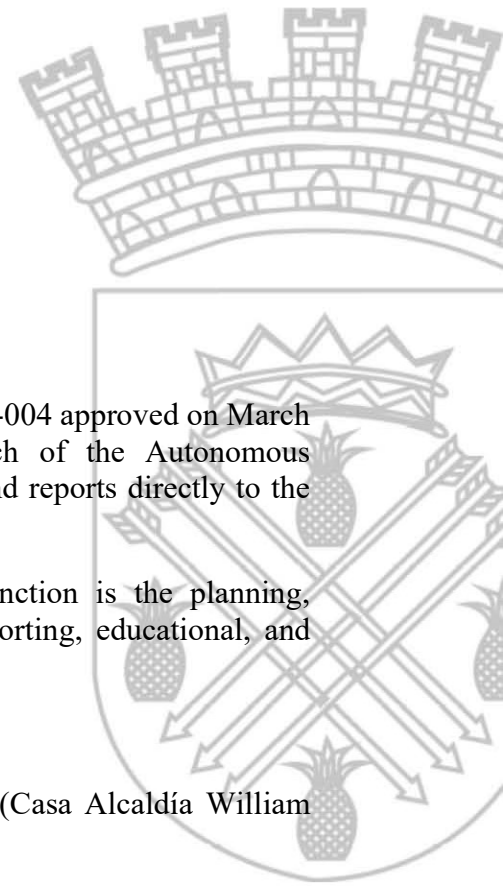 -004 approved on March
ch of the Autonomous
nd reports directly to the
nction is the planning,
orting, educational, and
(Casa Alcaldía William